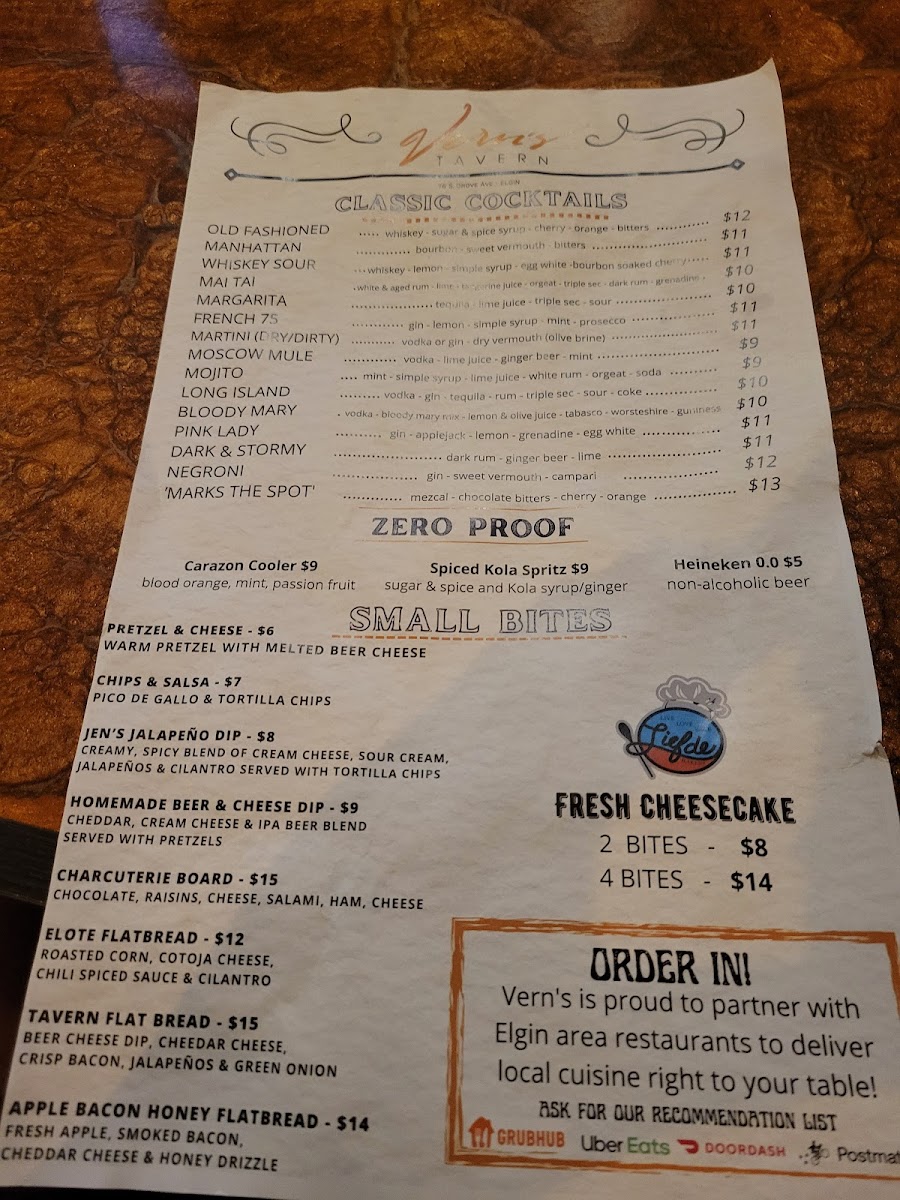 Vern's
TAVERN
CLASSIC COCKTAILS
OLD FASHIONED ..... whiskey - sugar & spice syrup - cherry - orange - bitters ............ $12
MANHATTAN ............. bourbon - sweet vermouth - bitters ......................... $11
WHISKEY SOUR ...whiskey - lemon - simple syrup - egg white -bourbon soaked cherry..... $11
MAI TAI .white & aged rum - lime - tangerine juice - orgeat - triple sec - dark rum - grenadine . $10
MARGARITA ................... tequila - lime juice - triple sec - sour ..................... $10
FRENCH 75 ............ gin - lemon - simple syrup - mint - prosecco .................. $11
MARTINI (DRY/DIRTY) .......... vodka or gin - dry vermouth (olive brine) ................. $11
MOSCOW MULE ............ vodka - lime juice - ginger beer - mint .......................... $9
MOJITO .... mint - simple syrup - lime juice - white rum - orgeat - soda .......... $9
LONG ISLAND ......... vodka - gin - tequila - rum - triple sec - sour - coke ............... $10
BLOODY MARY . vodka - bloody mary mix - lemon & olive juice - tabasco - worsteshire - guinness $10
PINK LADY .......... gin - applejack - lemon - grenadine - egg white ................. $11
DARK & STORMY ....................... dark rum - ginger beer - lime ........................ $11
NEGRONI ................... gin - sweet vermouth - campari .................... $12
'MARKS THE SPOT' ............ mezcal - chocolate bitters - cherry - orange ................. $13
ZERO PROOF
Carazon Cooler $9
blood orange, mint, passion fruit
Spiced Kola Spritz $9
sugar & spice and Kola syrup/ginger
Heineken 0.0 $5
non-alcoholic beer
SMALL BITES
PRETZEL & CHEESE - $6
WARM PRETZEL WITH MELTED BEER CHEESE
CHIPS & SALSA - $7
PICO DE GALLO & TORTILLA CHIPS
JEN'S JALAPEÑO DIP - $8
CREAMY, SPICY BLEND OF CREAM CHEESE, SOUR CREAM,
JALAPEÑOS & CILANTRO SERVED WITH TORTILLA CHIPS
HOMEMADE BEER & CHEESE DIP - $9
CHEDDAR, CREAM CHEESE & IPA BEER BLEND
SERVED WITH PRETZELS
CHARCUTERIE BOARD - $15
CHOCOLATE, RAISINS, CHEESE, SALAMI, HAM, CHEESE
ELOTE FLATBREAD - $12
ROASTED CORN, COTOJA CHEESE,
CHILI SPICED SAUCE & CILANTRO
TAVERN FLAT BREAD - $15
BEER CHEESE DIP, CHEEDAR CHEESE,
CRISP BACON, JALAPEÑOS & GREEN ONION
APPLE BACON HONEY FLATBREAD - $14
FRESH APPLE, SMOKED BACON,
CHEDDAR CHEESE & HONEY DRIZZLE
Liefde
FRESH CHEESECAKE
2 BITES - $8
4 BITES - $14
ORDER IN!
Vern's is proud to partner with
Elgin area restaurants to deliver
local cuisine right to your table!
ASK FOR OUR RECOMMENDATION LIST
GRUBHUB Uber Eats DOORDASH Postmat